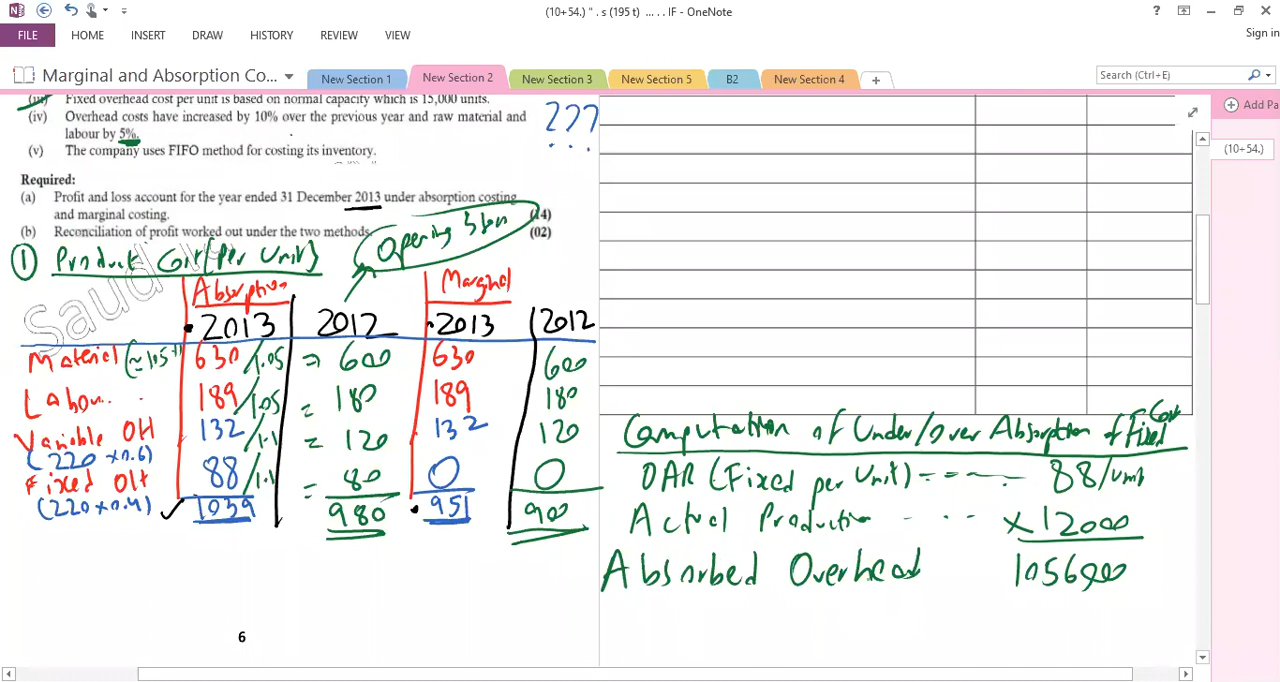 (10+54.) " . s (195 t) ... . . IF - OneNote
?
FILE HOME INSERT DRAW HISTORY REVIEW VIEW
Sign in
Marginal and Absorption Co...
New Section 1 New Section 2 New Section 3 New Section 5 B2 New Section 4 +
Search (Ctrl+E)
Add Pa
(10+54.)
(iii) Fixed overhead cost per unit is based on normal capacity which is 15,000 units.
(iv) Overhead costs have increased by 10% over the previous year and raw material and
labour by 5%.
(v) The company uses FIFO method for costing its inventory.
???
Required:
(a) Profit and loss account for the year ended 31 December 2013 under absorption costing
and marginal costing. (14)
(b) Reconciliation of profit worked out under the two methods. (02)
Opening
① Product Cost [Per Unit]
Saud
Absorption Marginal
2013 2012 2013 2012
Material 630 /1.05 = 600 630 600
Labour 189 /1.05 = 180 189 180
Variable OH 132 /1.1 = 120 132 120
(220 x 0.6)
Fixed OH 88 /1.1 = 80 0 0
(220 x 0.4) 1039 980 951 900
6
Computation of Under/Over Absorption of Fixed Cost
OAR (Fixed per Unit) 88/unit
Actual Production x 12000
Absorbed Overhead 1056000